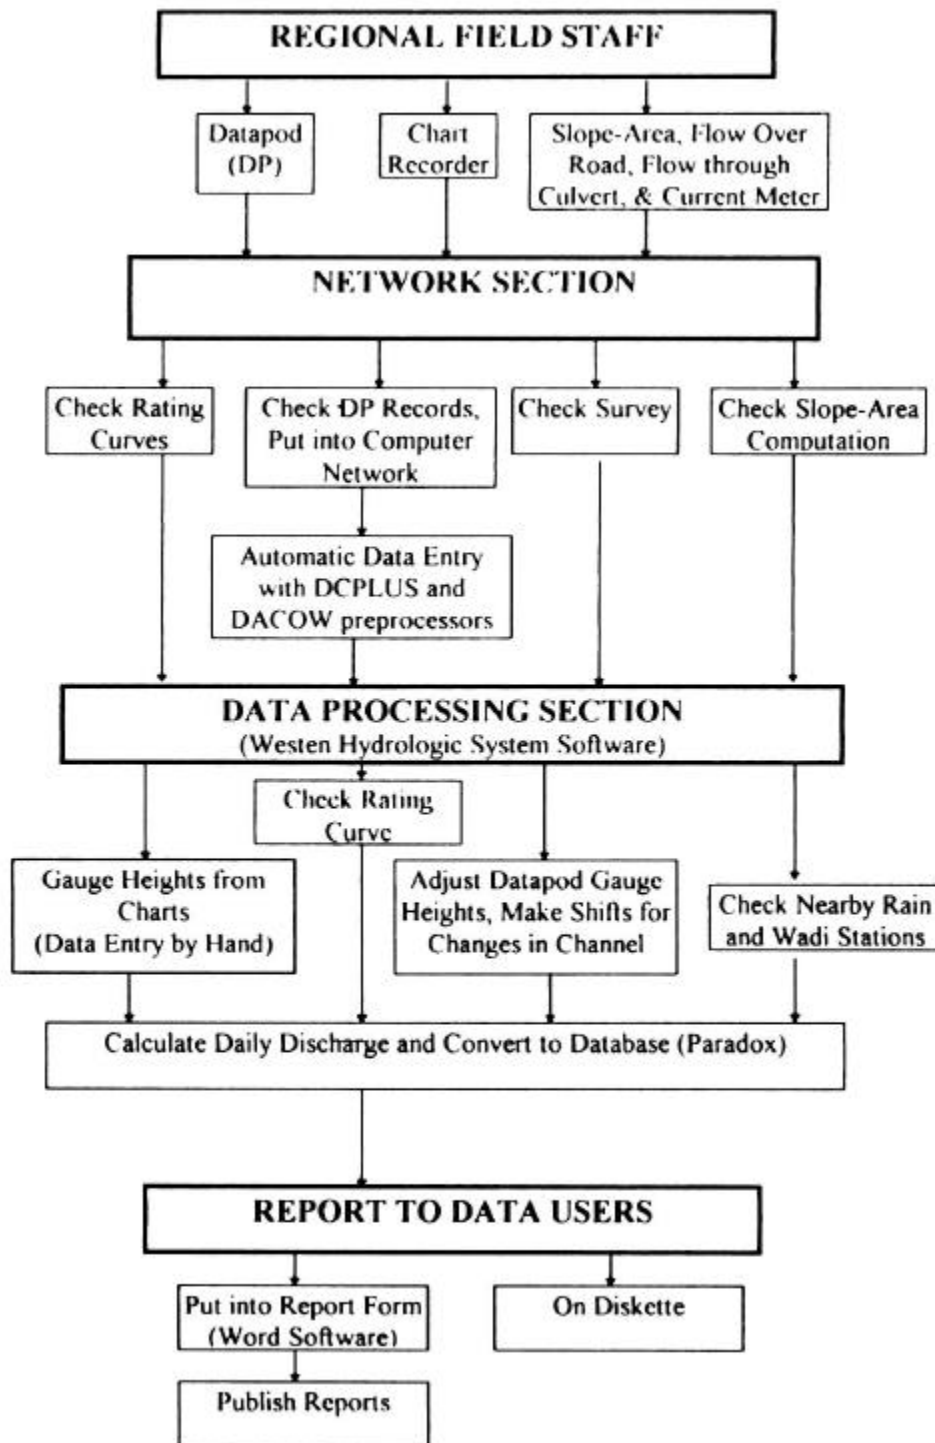 REGIONAL FIELD STAFF
Datapod
(DP)
Chart
Recorder
Slope-Area, Flow Over
Road, Flow through
Culvert, & Current Meter
NETWORK SECTION
Check Rating
Curves
Check DP Records,
Put into Computer
Network
Check Survey
Check Slope-Area
Computation
Automatic Data Entry
with DCPLUS and
DACOW preprocessors
DATA PROCESSING SECTION
(Westen Hydrologic System Software)
Check Rating
Curve
Gauge Heights from
Charts
(Data Entry by Hand)
Adjust Datapod Gauge
Heights, Make Shifts for
Changes in Channel
Check Nearby Rain
and Wadi Stations
Calculate Daily Discharge and Convert to Database (Paradox)
REPORT TO DATA USERS
Put into Report Form
(Word Software)
On Diskette
Publish Reports